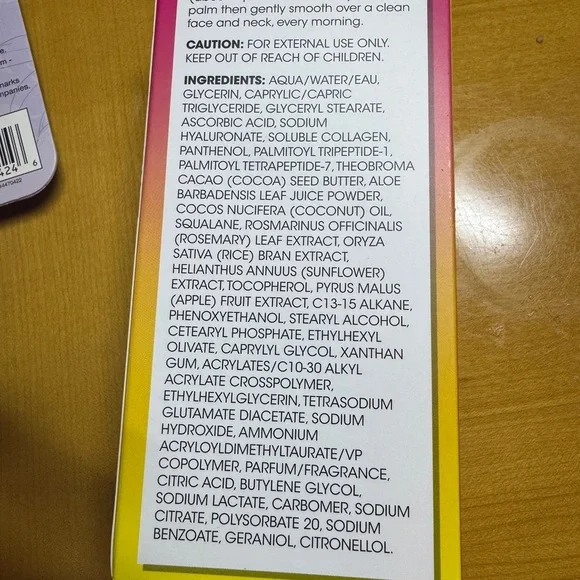 palm then gently smooth over a clean
face and neck, every morning.
CAUTION: FOR EXTERNAL USE ONLY.
KEEP OUT OF REACH OF CHILDREN.
INGREDIENTS: AQUA/WATER/EAU,
GLYCERIN, CAPRYLIC/CAPRIC
TRIGLYCERIDE, GLYCERYL STEARATE,
ASCORBIC ACID, SODIUM
HYALURONATE, SOLUBLE COLLAGEN,
PANTHENOL, PALMITOYL TRIPEPTIDE-1,
PALMITOYL TETRAPEPTIDE-7, THEOBROMA
CACAO (COCOA) SEED BUTTER, ALOE
BARBADENSIS LEAF JUICE POWDER,
COCOS NUCIFERA (COCONUT) OIL,
SQUALANE, ROSMARINUS OFFICINALIS
(ROSEMARY) LEAF EXTRACT, ORYZA
SATIVA (RICE) BRAN EXTRACT,
HELIANTHUS ANNUUS (SUNFLOWER)
EXTRACT, TOCOPHEROL, PYRUS MALUS
(APPLE) FRUIT EXTRACT, C13-15 ALKANE,
PHENOXYETHANOL, STEARYL ALCOHOL,
CETEARYL PHOSPHATE, ETHYLHEXYL
OLIVATE, CAPRYLYL GLYCOL, XANTHAN
GUM, ACRYLATES/C10-30 ALKYL
ACRYLATE CROSSPOLYMER,
ETHYLHEXYLGLYCERIN, TETRASODIUM
GLUTAMATE DIACETATE, SODIUM
HYDROXIDE, AMMONIUM
ACRYLOYLDIMETHYLTAURATE/VP
COPOLYMER, PARFUM/FRAGRANCE,
CITRIC ACID, BUTYLENE GLYCOL,
SODIUM LACTATE, CARBOMER, SODIUM
CITRATE, POLYSORBATE 20, SODIUM
BENZOATE, GERANIOL, CITRONELLOL.
e.
m -
marks
mpanies.
424 6